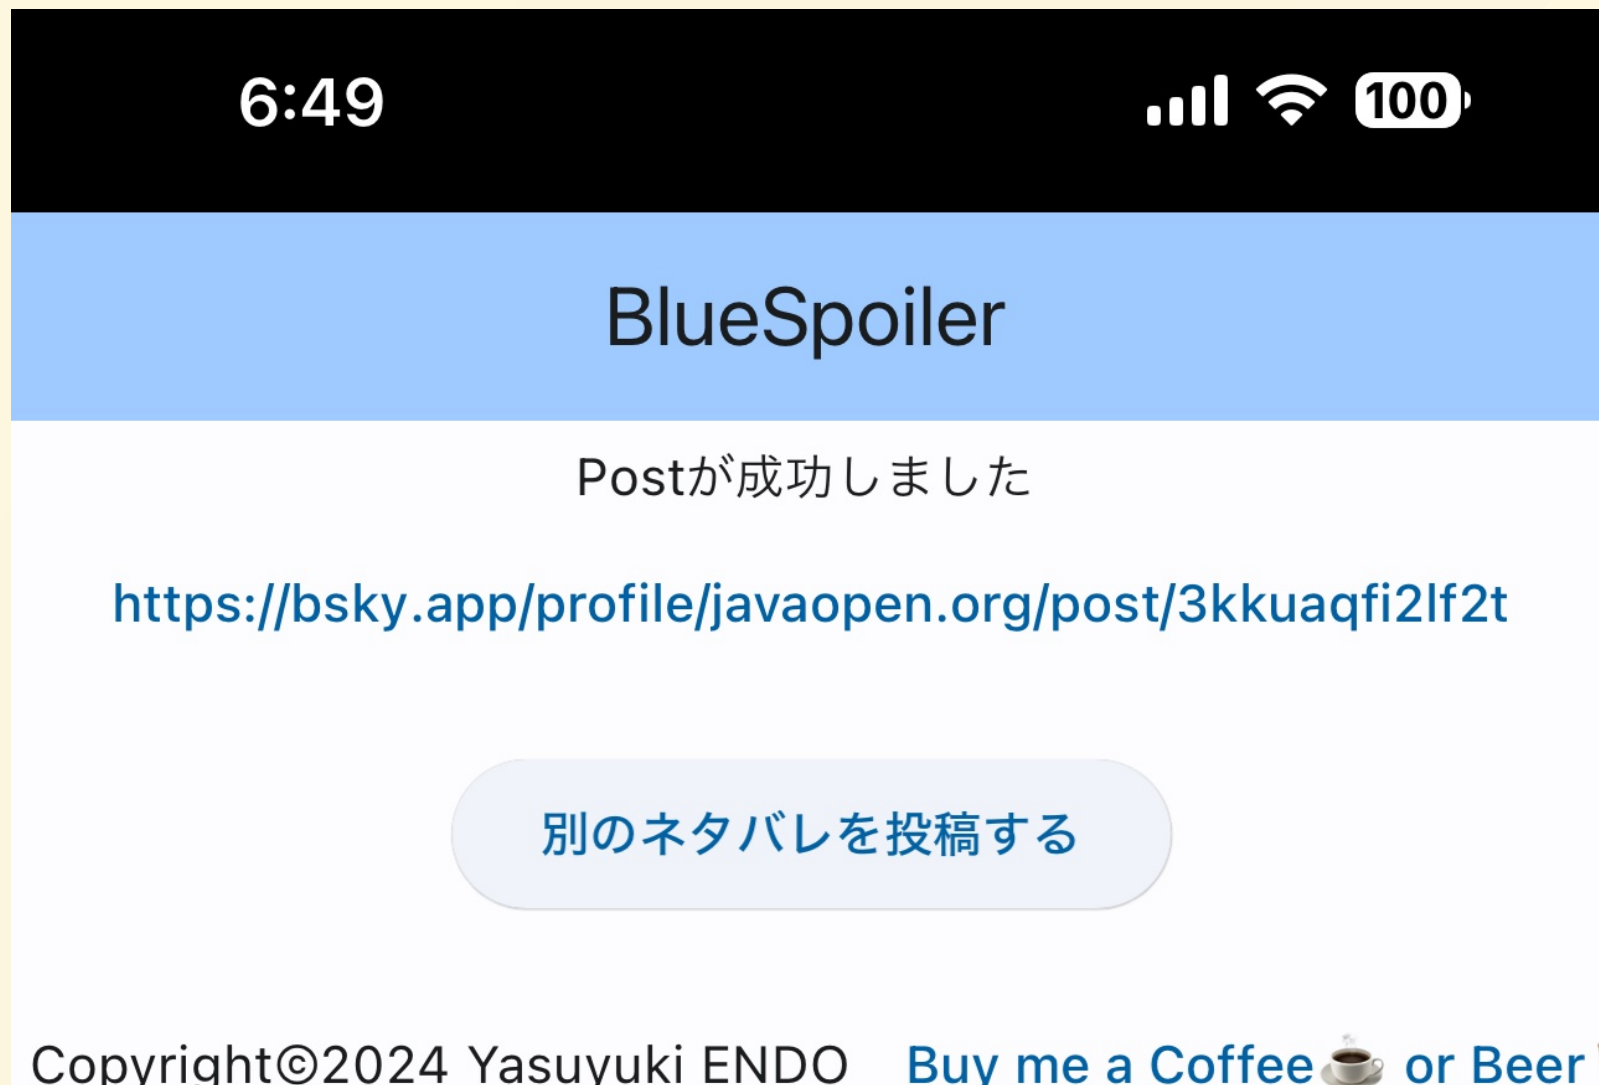 6:49 100
BlueSpoiler
Postが成功しました
https://bsky.app/profile/javaopen.org/post/3kkuaqfi2lf2t
別のネタバレを投稿する
Copyright©2024 Yasuyuki ENDO Buy me a Coffee☕ or Beer